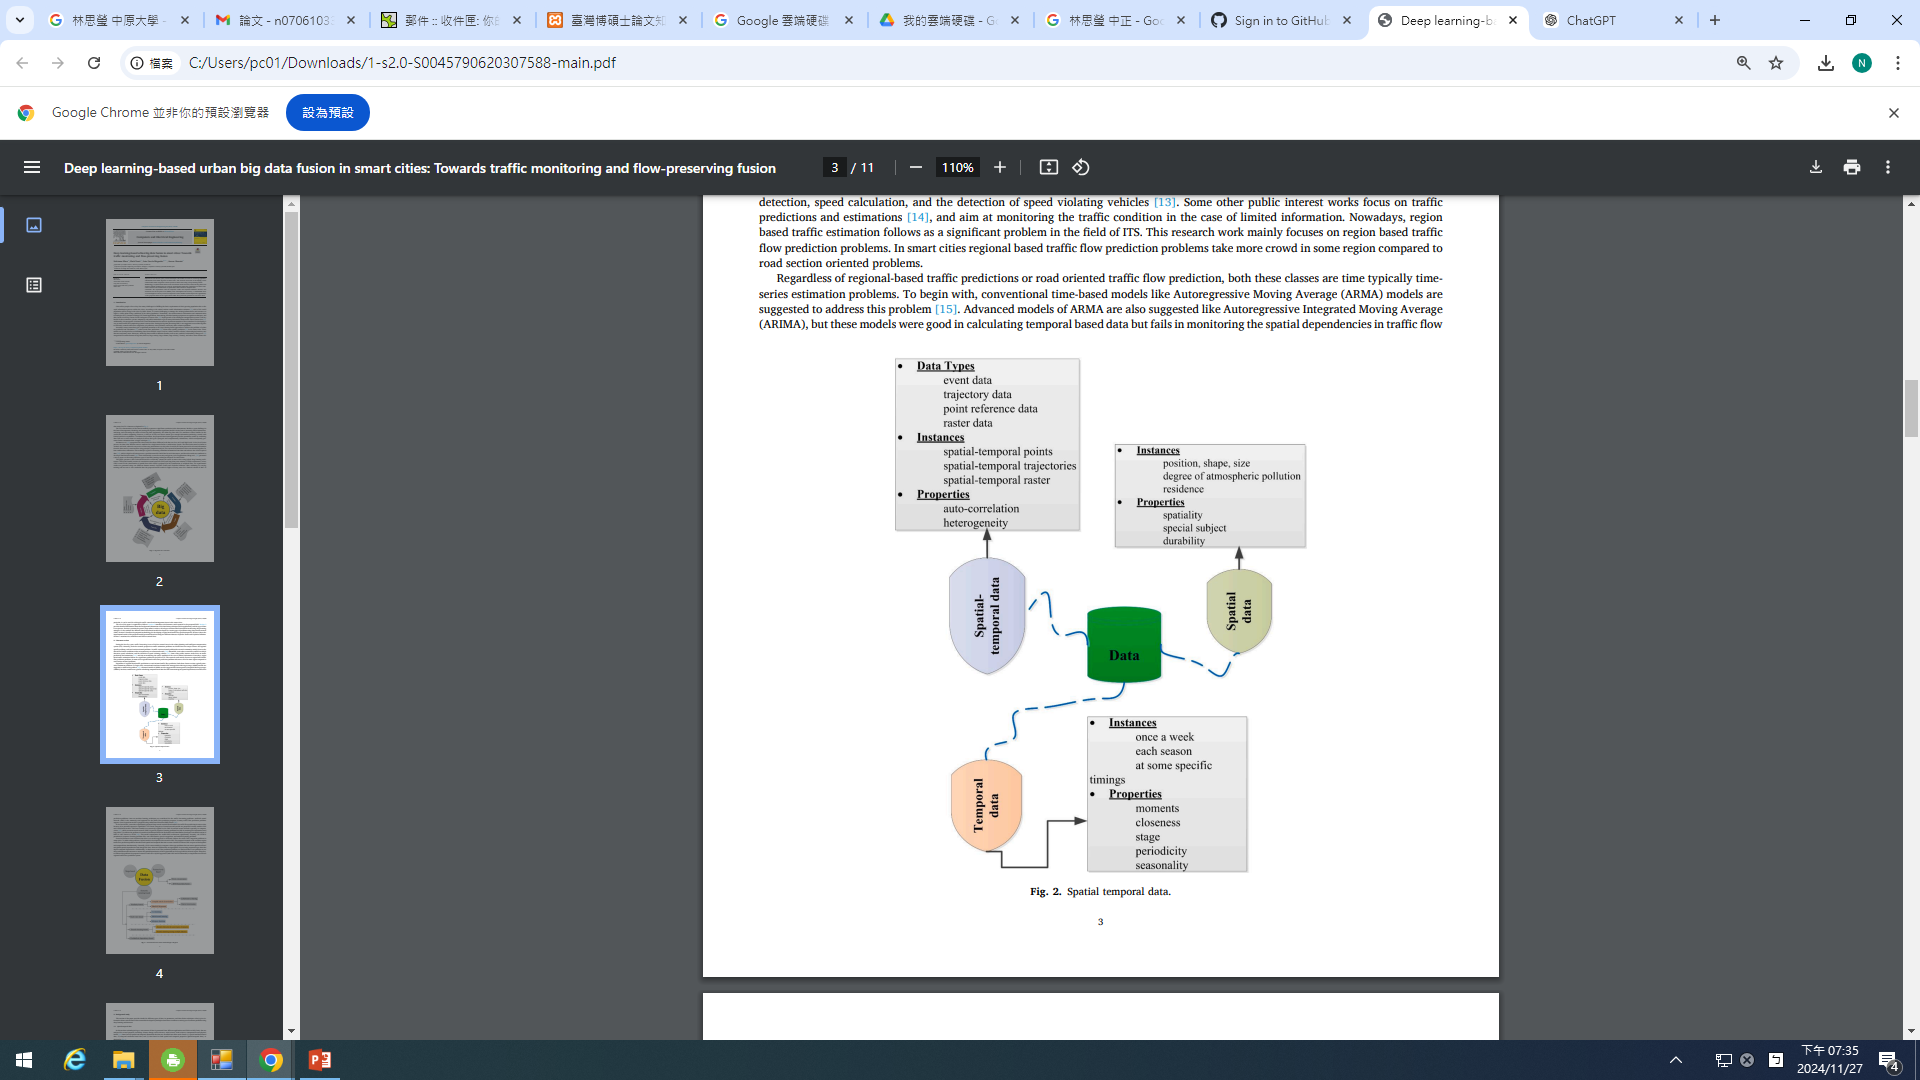 林思瑩 中原大學 -
論文 - n0706103
郵件 :: 收件匣: 你的
臺灣博碩士論文知
Google 雲端硬碟
我的雲端硬碟 - Go
林思瑩 中正 - Goo
Sign in to GitHub
Deep learning-ba
ChatGPT
檔案
C:/Users/pc01/Downloads/1-s2.0-S0045790620307588-main.pdf
N
Google Chrome 並非你的預設瀏覽器
設為預設
Deep learning-based urban big data fusion in smart cities: Towards traffic monitoring and flow-preserving fusion
3 / 11
110%
1
2
3
4
detection, speed calculation, and the detection of speed violating vehicles [13]. Some other public interest works focus on traffic
predictions and estimations [14], and aim at monitoring the traffic condition in the case of limited information. Nowadays, region
based traffic estimation follows as a significant problem in the field of ITS. This research work mainly focuses on region based traffic
flow prediction problems. In smart cities regional based traffic flow prediction problems take more crowd in some region compared to
road section oriented problems.
Regardless of regional-based traffic predictions or road oriented traffic flow prediction, both these classes are time typically time-
series estimation problems. To begin with, conventional time-based models like Autoregressive Moving Average (ARMA) models are
suggested to address this problem [15]. Advanced models of ARMA are also suggested like Autoregressive Integrated Moving Average
(ARIMA), but these models were good in calculating temporal based data but fails in monitoring the spatial dependencies in traffic flow
• Data Types
event data
trajectory data
point reference data
raster data
• Instances
spatial-temporal points
spatial-temporal trajectories
spatial-temporal raster
• Properties
auto-correlation
heterogeneity
• Instances
position, shape, size
degree of atmospheric pollution
residence
• Properties
spatiality
special subject
durability
Spatial-
temporal data
Spatial
data
Data
Temporal
data
• Instances
once a week
each season
at some specific
timings
• Properties
moments
closeness
stage
periodicity
seasonality
Fig. 2. Spatial temporal data.
3
下午 07:35
2024/11/27
4